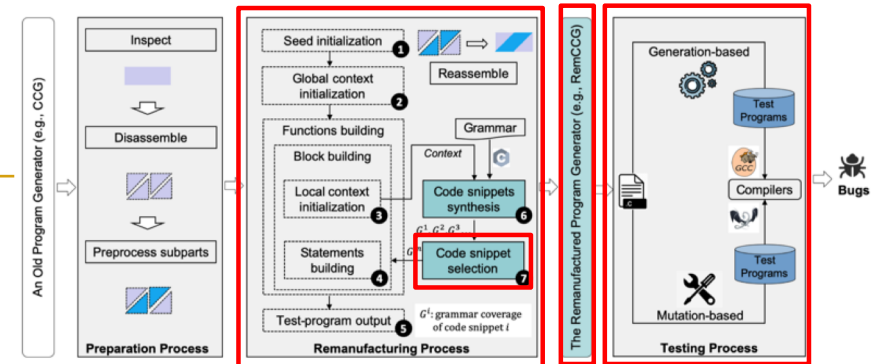 An Old Program Generator (e.g., CCG)
Inspect
Disassemble
Preprocess subparts
Preparation Process
Seed initialization
1
Reassemble
Global context
initialization
2
Functions building
Grammar
Block building
Context
C
Local context
initialization
3
Code snippets
synthesis
6
G¹ G² G³
Statements
building
4
Code snippet
selection
7
Test-program output
5
Gⁱ: grammar coverage
of code snippet i
Remanufacturing Process
The Remanufactured Program Generator (e.g., RemCCG)
Generation-based
Test
Programs
GCC
Compilers
C
Test
Programs
Mutation-based
Testing Process
Bugs